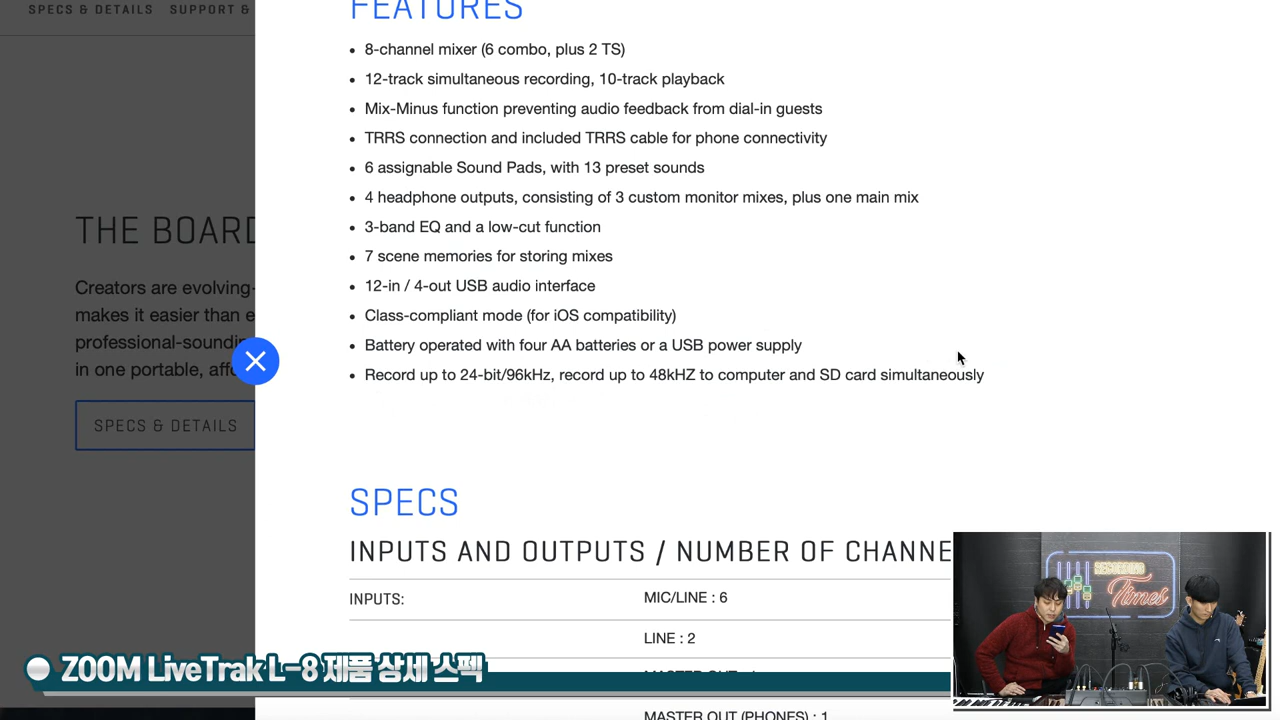 SPECS & DETAILS SUPPORT &
FEATURES
8-channel mixer (6 combo, plus 2 TS)
12-track simultaneous recording, 10-track playback
Mix-Minus function preventing audio feedback from dial-in guests
TRRS connection and included TRRS cable for phone connectivity
6 assignable Sound Pads, with 13 preset sounds
4 headphone outputs, consisting of 3 custom monitor mixes, plus one main mix
3-band EQ and a low-cut function
7 scene memories for storing mixes
12-in / 4-out USB audio interface
Class-compliant mode (for iOS compatibility)
Battery operated with four AA batteries or a USB power supply
Record up to 24-bit/96kHz, record up to 48kHZ to computer and SD card simultaneously
THE BOARD
Creators are evolving-
makes it easier than e
professional-soundin
in one portable, affo
SPECS & DETAILS
SPECS
INPUTS AND OUTPUTS / NUMBER OF CHANNE
INPUTS: MIC/LINE : 6
LINE : 2
MASTER OUT (PHONES) : 1
Times
ZOOM LiveTrak L-8 제품 상세 스펙